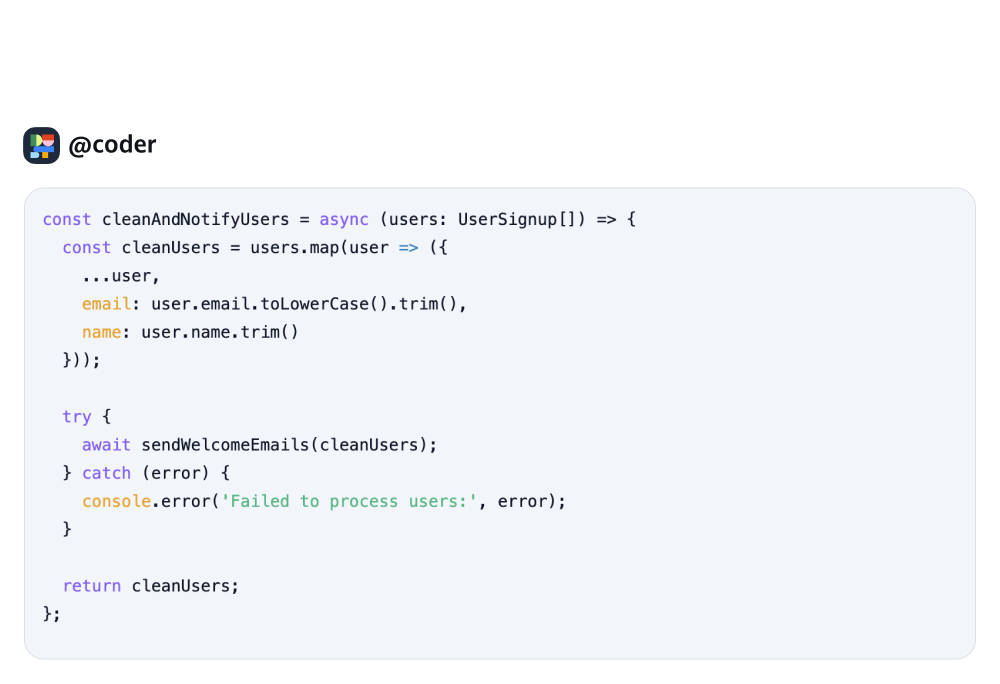 @coder
const cleanAndNotifyUsers = async (users: UserSignup[]) => {
  const cleanUsers = users.map(user => ({
    ...user,
    email: user.email.toLowerCase().trim(),
    name: user.name.trim()
  }));

  try {
    await sendWelcomeEmails(cleanUsers);
  } catch (error) {
    console.error('Failed to process users:', error);
  }

  return cleanUsers;
};